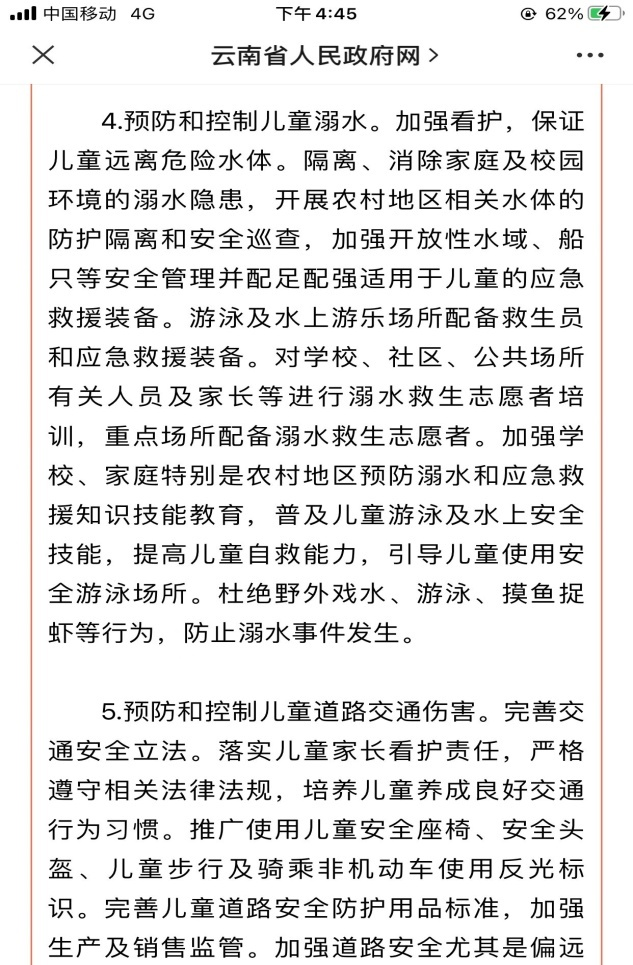 中国移动 4G 下午4:45 62%
云南省人民政府网
4.预防和控制儿童溺水。加强看护，保证
儿童远离危险水体。隔离、消除家庭及校园
环境的溺水隐患，开展农村地区相关水体的
防护隔离和安全巡查，加强开放性水域、船
只等安全管理并配足配强适用于儿童的应急
救援装备。游泳及水上游乐场所配备救生员
和应急救援装备。对学校、社区、公共场所
有关人员及家长等进行溺水救生志愿者培
训，重点场所配备溺水救生志愿者。加强学
校、家庭特别是农村地区预防溺水和应急救
援知识技能教育，普及儿童游泳及水上安全
技能，提高儿童自救能力，引导儿童使用安
全游泳场所。杜绝野外戏水、游泳、摸鱼捉
虾等行为，防止溺水事件发生。
5.预防和控制儿童道路交通伤害。完善交
通安全立法。落实儿童家长看护责任，严格
遵守相关法律法规，培养儿童养成良好交通
行为习惯。推广使用儿童安全座椅、安全头
盔、儿童步行及骑乘非机动车使用反光标
识。完善儿童道路安全防护用品标准，加强
生产及销售监管。加强道路安全尤其是偏远